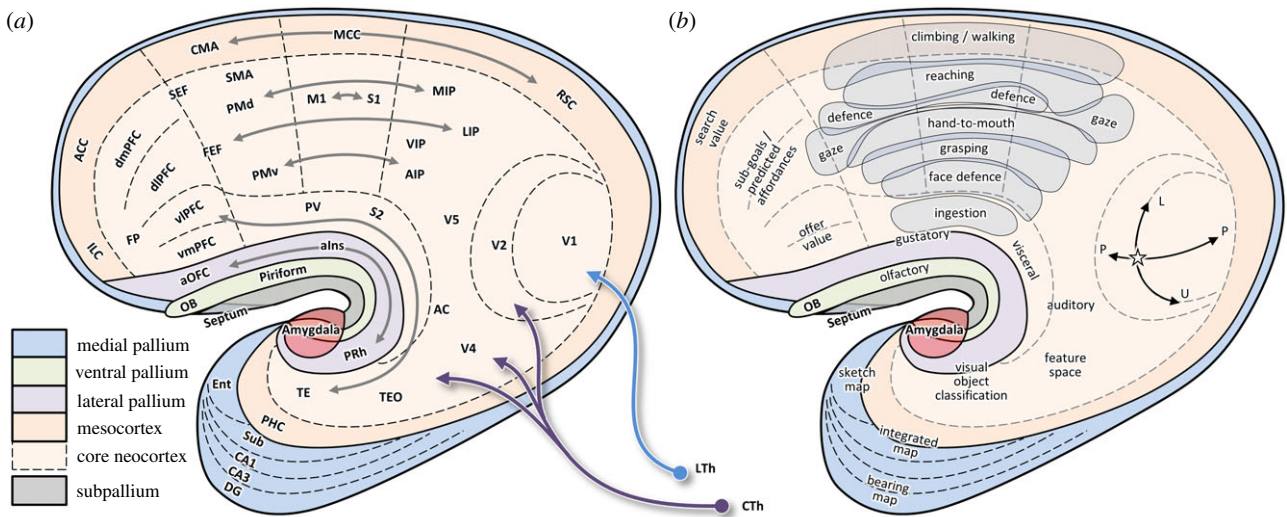 (a)
CMA
MCC
SEF
SMA
PMd
M1
S1
MIP
RSC
ACC
dmPFC
FEF
LIP
dlPFC
PMv
VIP
AIP
ILC
FP
vlPFC
vmPFC
PV
S2
V5
V2
V1
aIns
aOFC
Piriform
OB
Septum
Amygdala
PRh
AC
V4
TE
TEO
Ent
PHC
Sub
CA1
CA3
DG
LTh
CTh
medial pallium
ventral pallium
lateral pallium
mesocortex
core neocortex
subpallium
(b)
climbing / walking
reaching
defence
defence
gaze
hand-to-mouth
gaze
grasping
face defence
ingestion
search
value
sub-goals /
predicted
affordances
offer
value
gustatory
visceral
olfactory
OB
Septum
Amygdala
auditory
L
P
P
U
feature
space
visual
object
classification
sketch
map
integrated
map
bearing
map